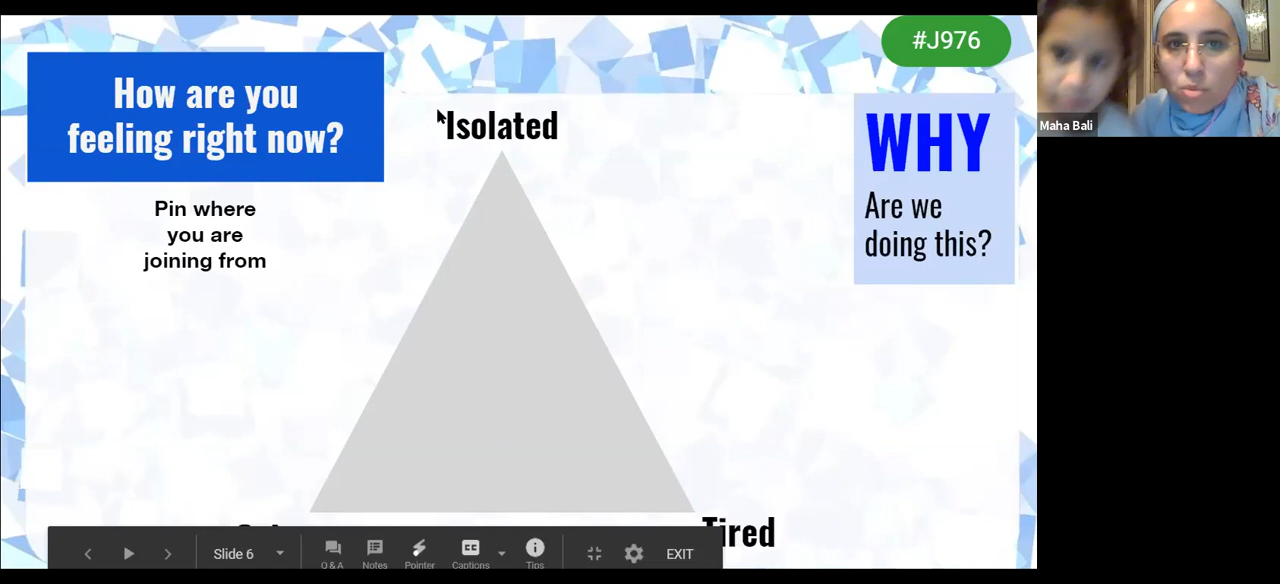 #J976
How are you
feeling right now?
Isolated
WHY
Are we
doing this?
Maha Bali
Pin where
you are
joining from
Tired
Slide 6
Q & A
Notes
Pointer
Captions
Tips
EXIT